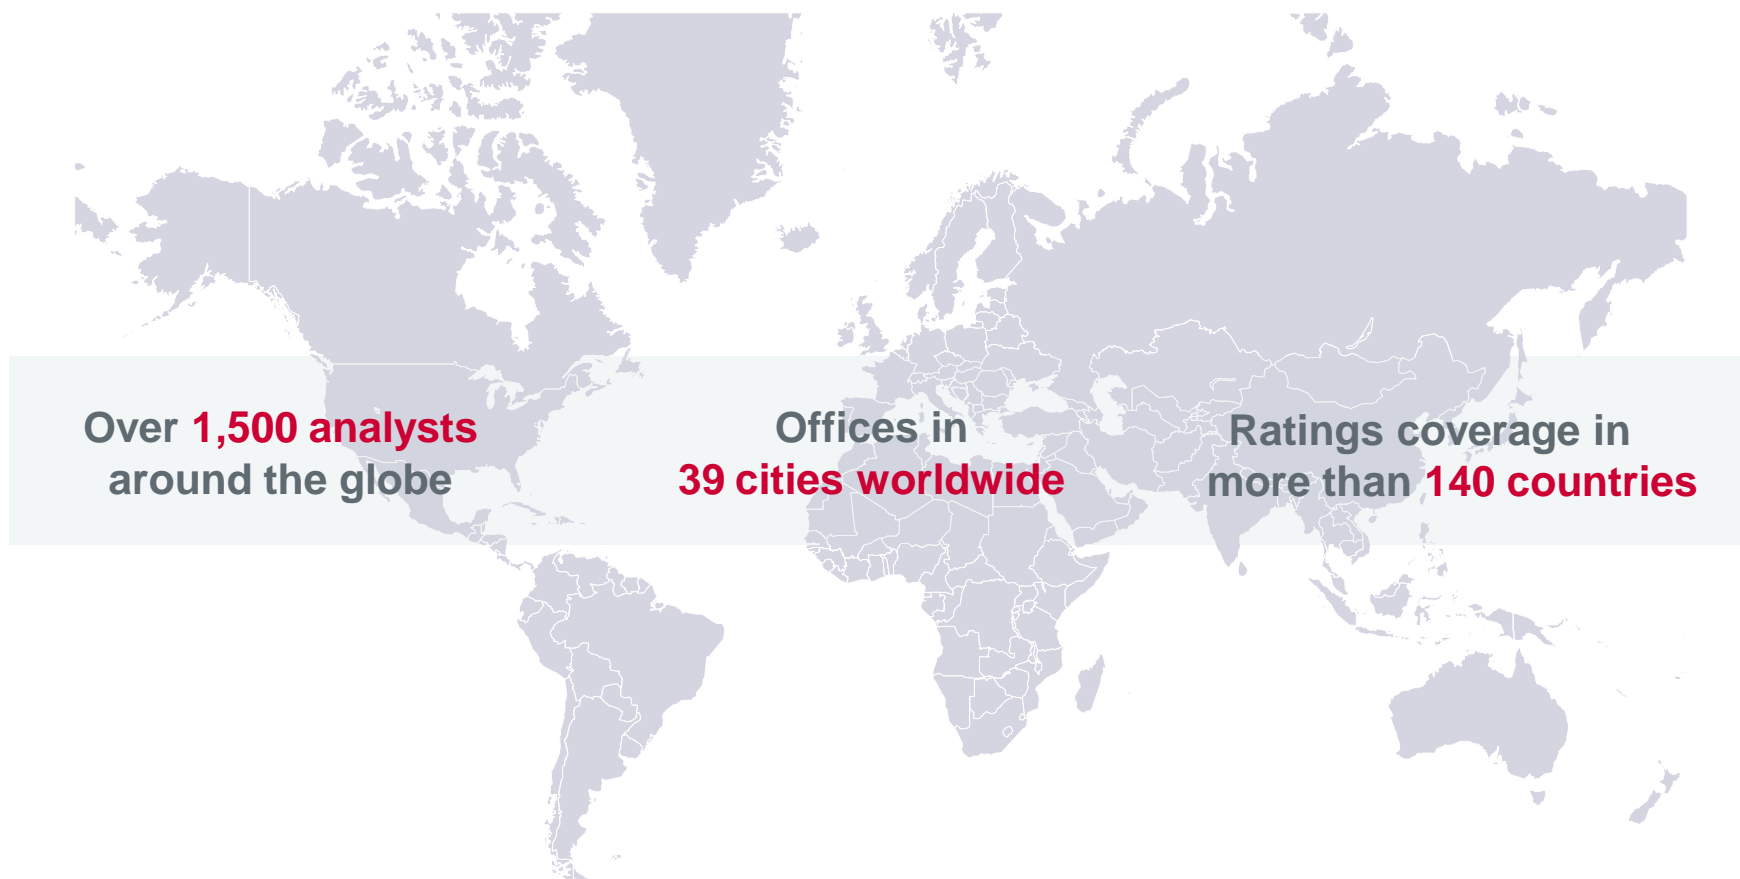 Over 1,500 analysts
around the globe
Offices in
39 cities worldwide
Ratings coverage in
more than 140 countries